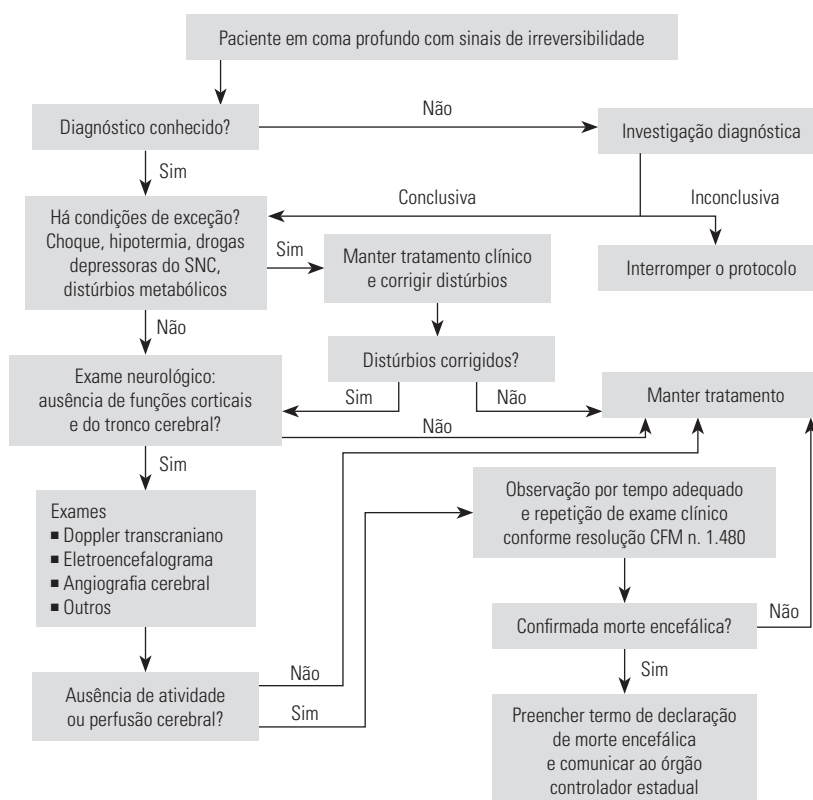 Paciente em coma profundo com sinais de irreversibilidade
Não
Diagnóstico conhecido?
Investigação diagnóstica
Sim
Conclusiva
Inconclusiva
Há condições de exceção?
Choque, hipotermia, drogas
depressoras do SNC,
distúrbios metabólicos
Sim
Manter tratamento clínico
e corrigir distúrbios
Interromper o protocolo
Não
Distúrbios corrigidos?
Exame neurológico:
ausência de funções corticais
e do tronco cerebral?
Sim
Não
Manter tratamento
Não
Sim
Exames
■ Doppler transcraniano
■ Eletroencefalograma
■ Angiografia cerebral
■ Outros
Observação por tempo adequado
e repetição de exame clínico
conforme resolução CFM n. 1.480
Não
Confirmada morte encefálica?
Não
Sim
Ausência de atividade
ou perfusão cerebral?
Sim
Preencher termo de declaração
de morte encefálica
e comunicar ao órgão
controlador estadual